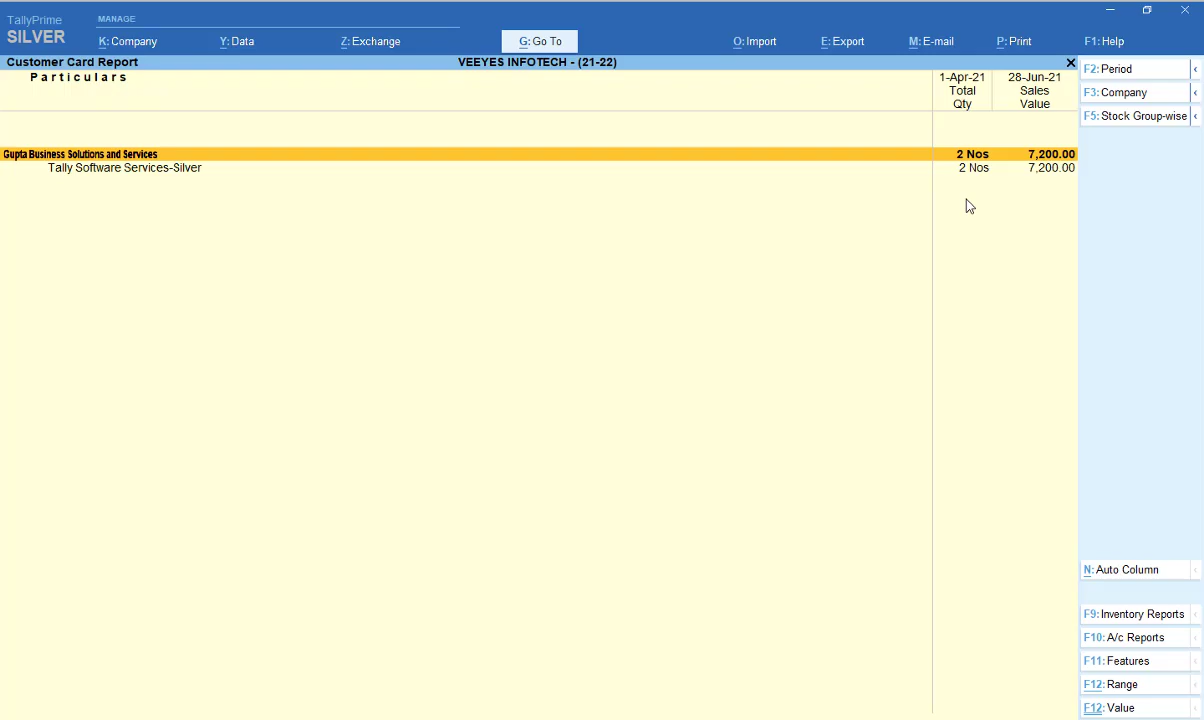 TallyPrime
SILVER
MANAGE
K: Company
Y: Data
Z: Exchange
G: Go To
O: Import
E: Export
M: E-mail
P: Print
F1: Help
Customer Card Report
VEEYES INFOTECH - (21-22)
Particulars
1-Apr-21
28-Jun-21
Total
Sales
Qty
Value
Gupta Business Solutions and Services 2 Nos 7,200.00
Tally Software Services-Silver 2 Nos 7,200.00
F2: Period
F3: Company
F5: Stock Group-wise
N: Auto Column
F9: Inventory Reports
F10: A/c Reports
F11: Features
F12: Range
F12: Value